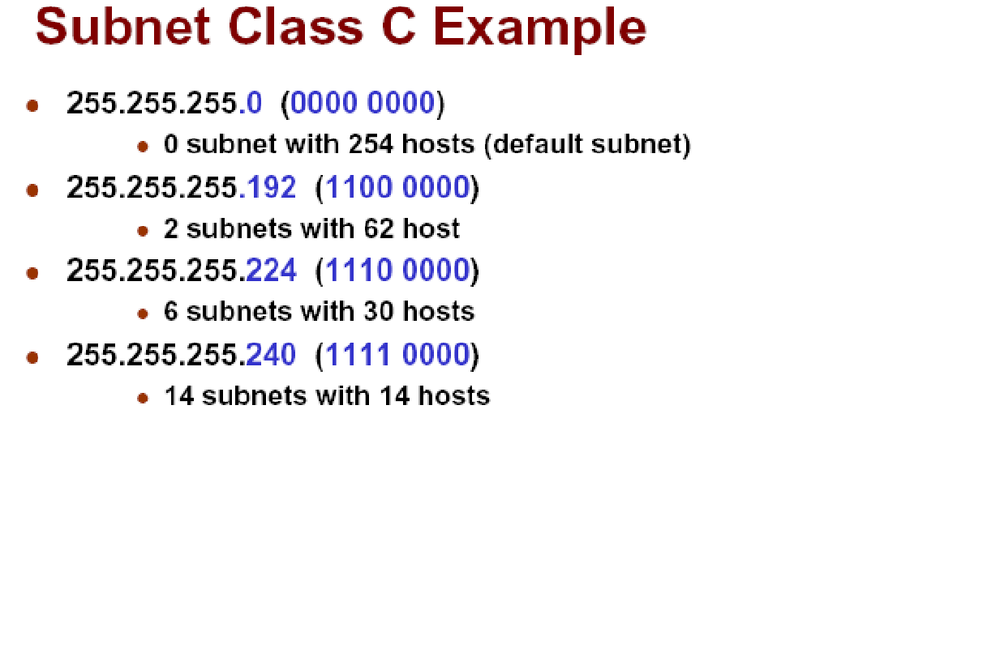 Subnet Class C Example
• 255.255.255.0 (0000 0000)
• 0 subnet with 254 hosts (default subnet)
• 255.255.255.192 (1100 0000)
• 2 subnets with 62 host
• 255.255.255.224 (1110 0000)
• 6 subnets with 30 hosts
• 255.255.255.240 (1111 0000)
• 14 subnets with 14 hosts